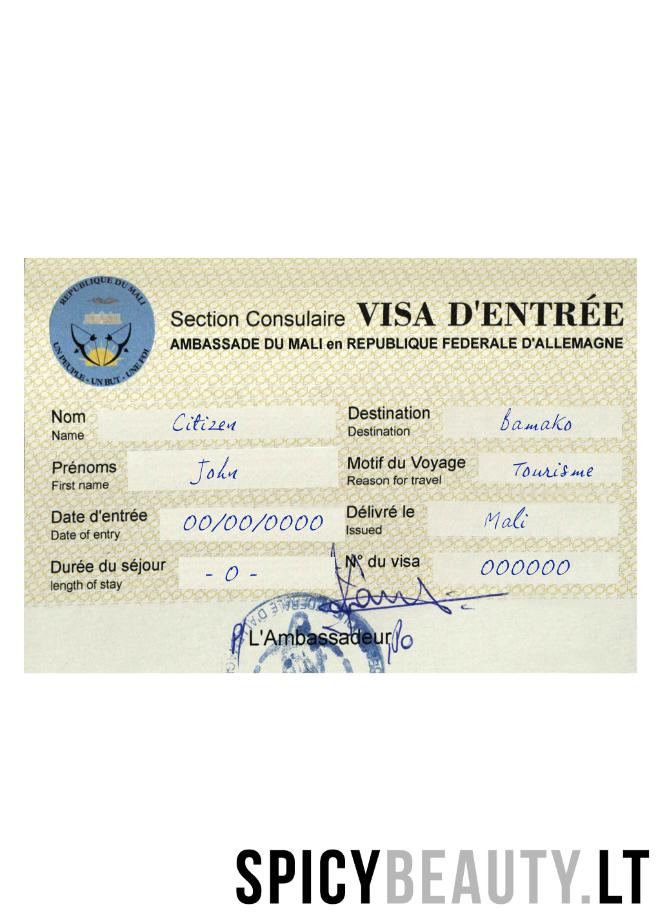 REPUBLIQUE DU MALI
UN PEUPLE - UN BUT - UNE FOI
Section Consulaire VISA D'ENTRÉE
AMBASSADE DU MALI en REPUBLIQUE FEDERALE D'ALLEMAGNE
Nom Citizen
Name
Destination Bamako
Destination
Prénoms John
First name
Motif du Voyage Tourisme
Reason for travel
Date d'entrée 00/00/0000
Date of entry
Délivré le Mali
Issued
Durée du séjour - 0 -
length of stay
N° du visa 000000
L'Ambassadeur
SPICYBEAUTY.LT